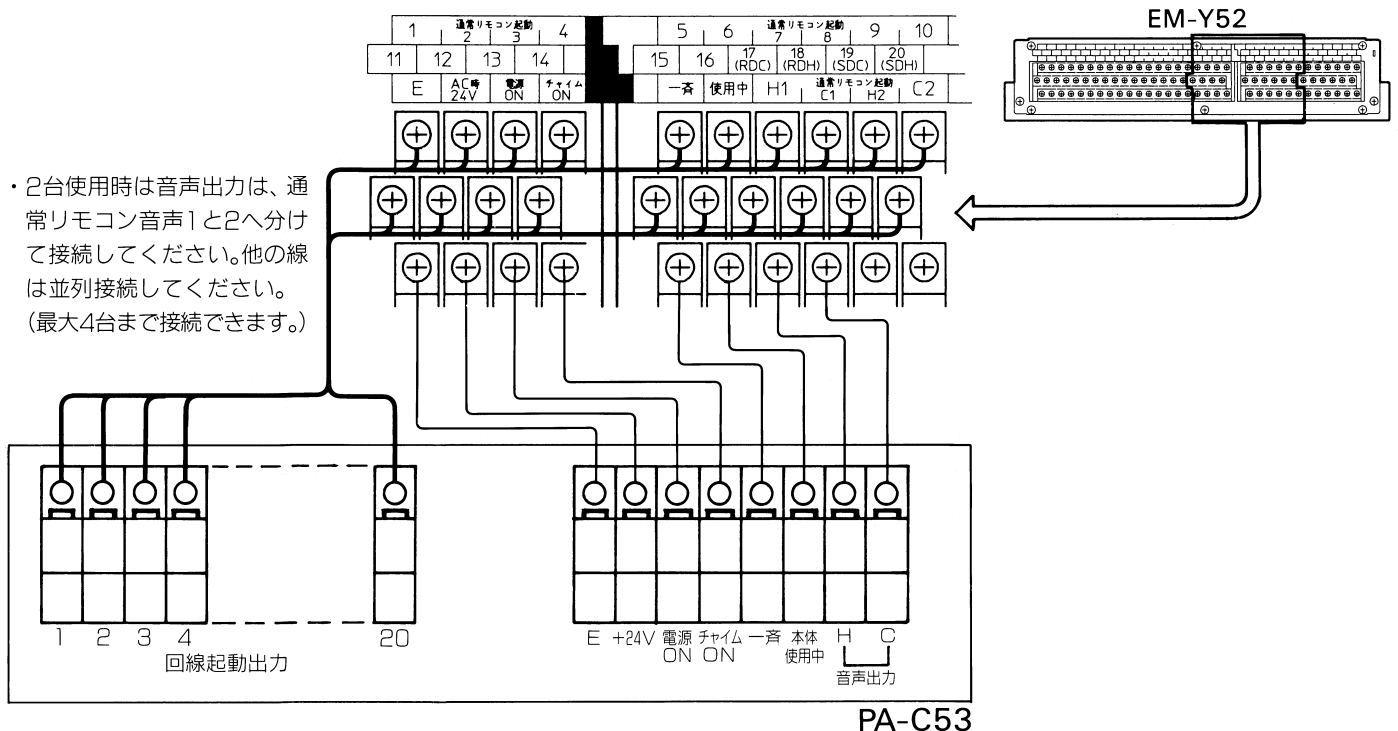 EM-Y52
通常リモコン起動 通常リモコン起動
1 2 3 4 5 6 7 8 9 10
11 12 13 14 15 16 17 (RDC) 18 (RDH) 19 (SDC) 20 (SDH)
E AC時 24V 電源 ON チャイム ON 一斉 使用中 H1 通常リモコン起動 C1 H2 C2
・2台使用時は音声出力は、通
常リモコン音声1と2へ分け
て接続してください。他の線
は並列接続してください。
(最大4台まで接続できます。)
1 2 3 4 20
回線起動出力
E +24V 電源 ON チャイム ON 一斉 本体 使用中 H C
音声出力
PA-C53